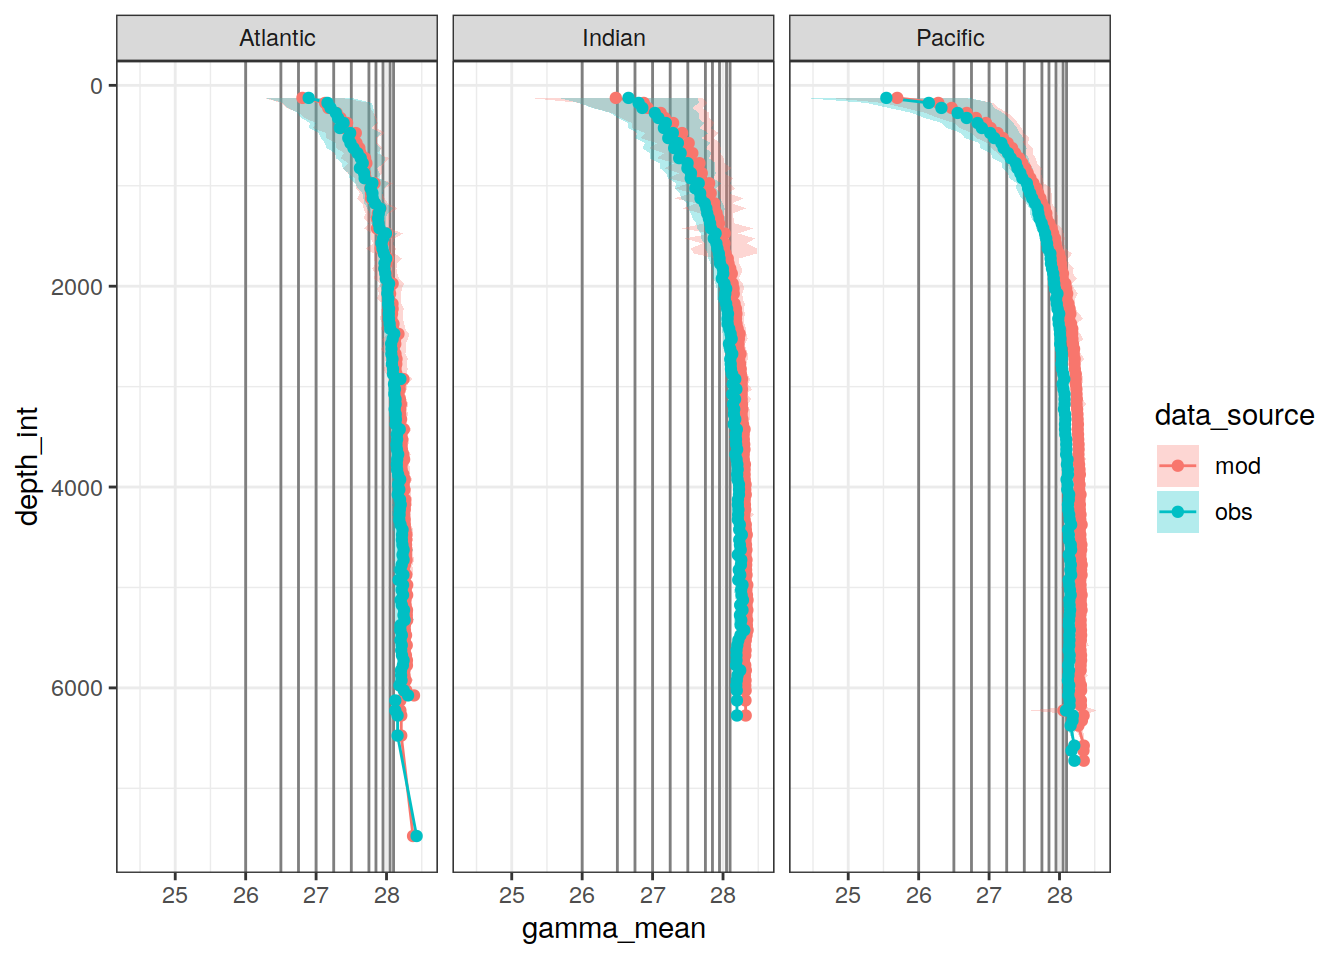 Atlantic Indian Pacific
0
2000
4000
6000
depth_int
25 26 27 28 25 26 27 28 25 26 27 28
gamma_mean
data_source
mod
obs